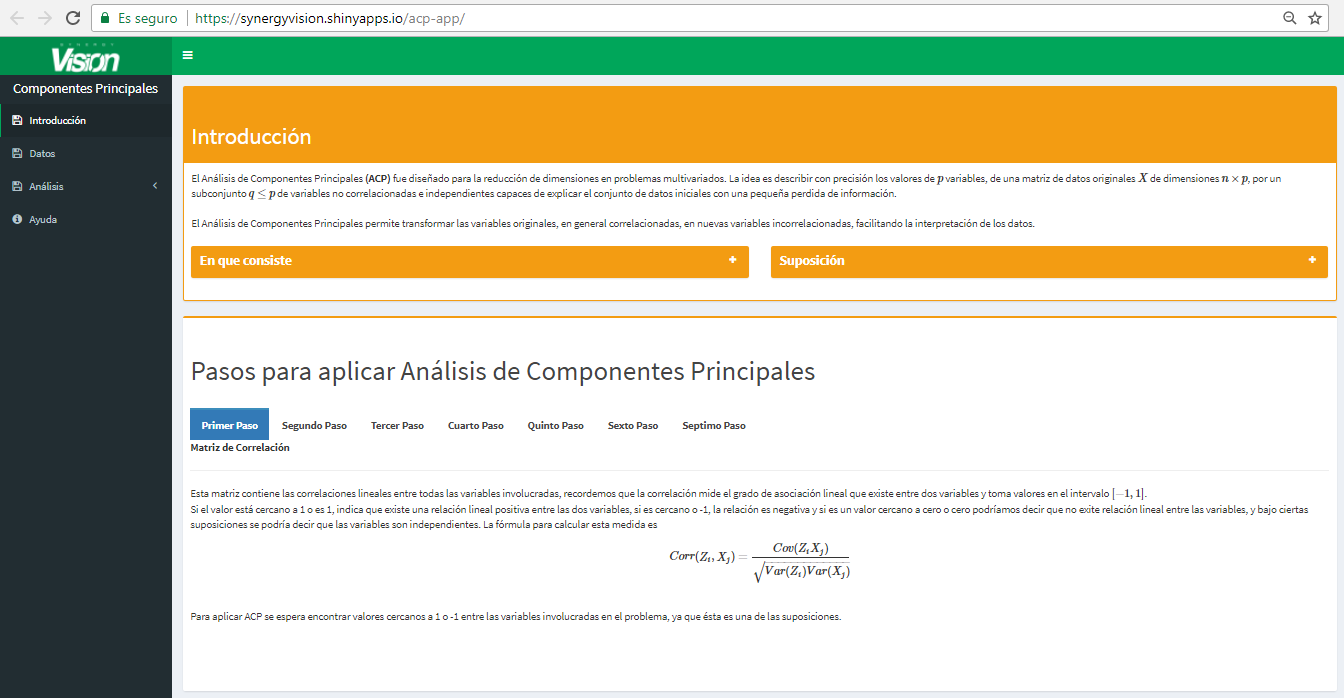 Es seguro https://synergyvision.shinyapps.io/acp-app/
SYNERGY
Vision
Componentes Principales
Introducción
Datos
Análisis
Ayuda
Introducción
El Análisis de Componentes Principales (ACP) fue diseñado para la reducción de dimensiones en problemas multivariados. La idea es describir con precisión los valores de p variables, de una matriz de datos originales X de dimensiones n × p, por un
subconjunto q ≤ p de variables no correlacionadas e independientes capaces de explicar el conjunto de datos iniciales con una pequeña perdida de información.
El Análisis de Componentes Principales permite transformar las variables originales, en general correlacionadas, en nuevas variables incorrelacionadas, facilitando la interpretación de los datos.
En que consiste +
Suposición +
Pasos para aplicar Análisis de Componentes Principales
Primer Paso Segundo Paso Tercer Paso Cuarto Paso Quinto Paso Sexto Paso Septimo Paso
Matriz de Correlación
Esta matriz contiene las correlaciones lineales entre todas las variables involucradas, recordemos que la correlación mide el grado de asociación lineal que existe entre dos variables y toma valores en el intervalo [−1, 1].
Si el valor está cercano a 1 o es 1, indica que existe una relación lineal positiva entre las dos variables, si es cercano o -1, la relación es negativa y si es un valor cercano a cero o cero podríamos decir que no exite relación lineal entre las variables, y bajo ciertas
suposiciones se podría decir que las variables son independientes. La fórmula para calcular esta medida es
Corr(Zi, Xj) = Cov(Zi Xj) / √Var(Zi)Var(Xj)
Para aplicar ACP se espera encontrar valores cercanos a 1 o -1 entre las variables involucradas en el problema, ya que ésta es una de las suposiciones.